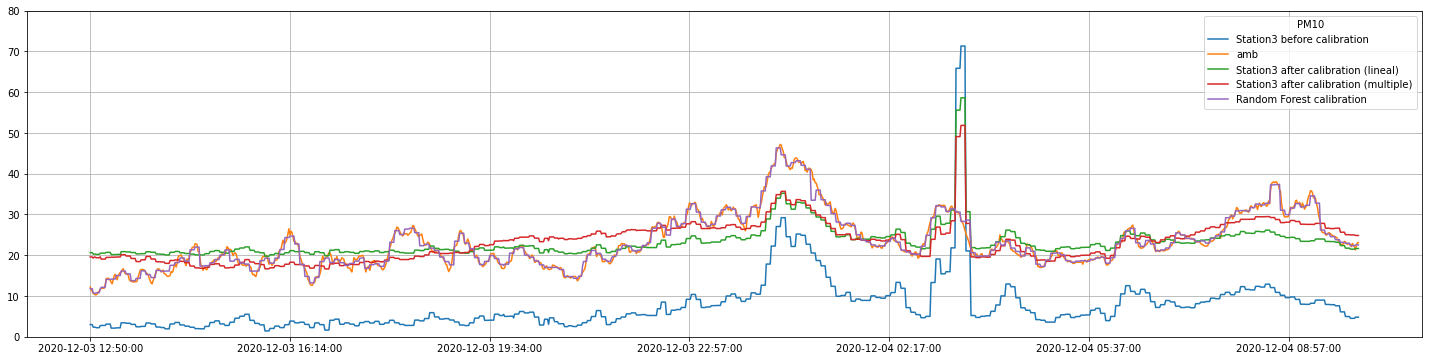 80
70
60
50
40
30
20
10
0
PM10
Station3 before calibration
amb
Station3 after calibration (lineal)
Station3 after calibration (multiple)
Random Forest calibration
2020-12-03 12:50:00 2020-12-03 16:14:00 2020-12-03 19:34:00 2020-12-03 22:57:00 2020-12-04 02:17:00 2020-12-04 05:37:00 2020-12-04 08:57:00